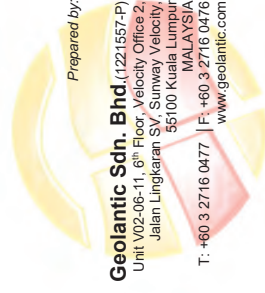 Prepared by:
Geolantic Sdn. Bhd.(1221557-P)
Unit V02-06-11, 6th Floor, Velocity Office 2,
Jalan Lingkaran SV, Sunway Velocity,
55100 Kuala Lumpur
MALAYSIA
T: +60 3 2716 0477 | F: +60 3 2716 0476
www.geolantic.com